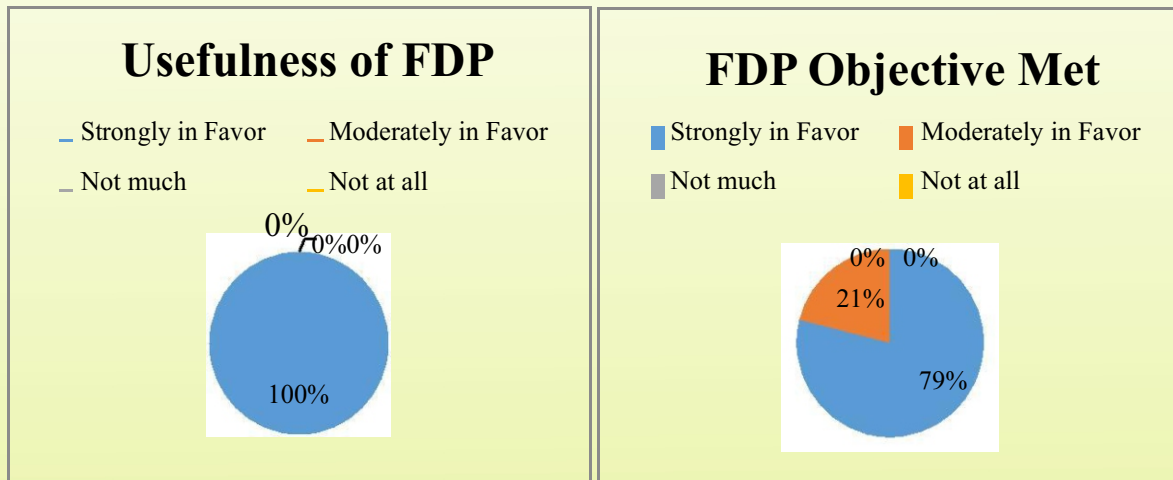 Usefulness of FDP
Strongly in Favor Moderately in Favor
Not much Not at all
0%
0%0%
100%
FDP Objective Met
Strongly in Favor Moderately in Favor
Not much Not at all
0% 0%
21%
79%